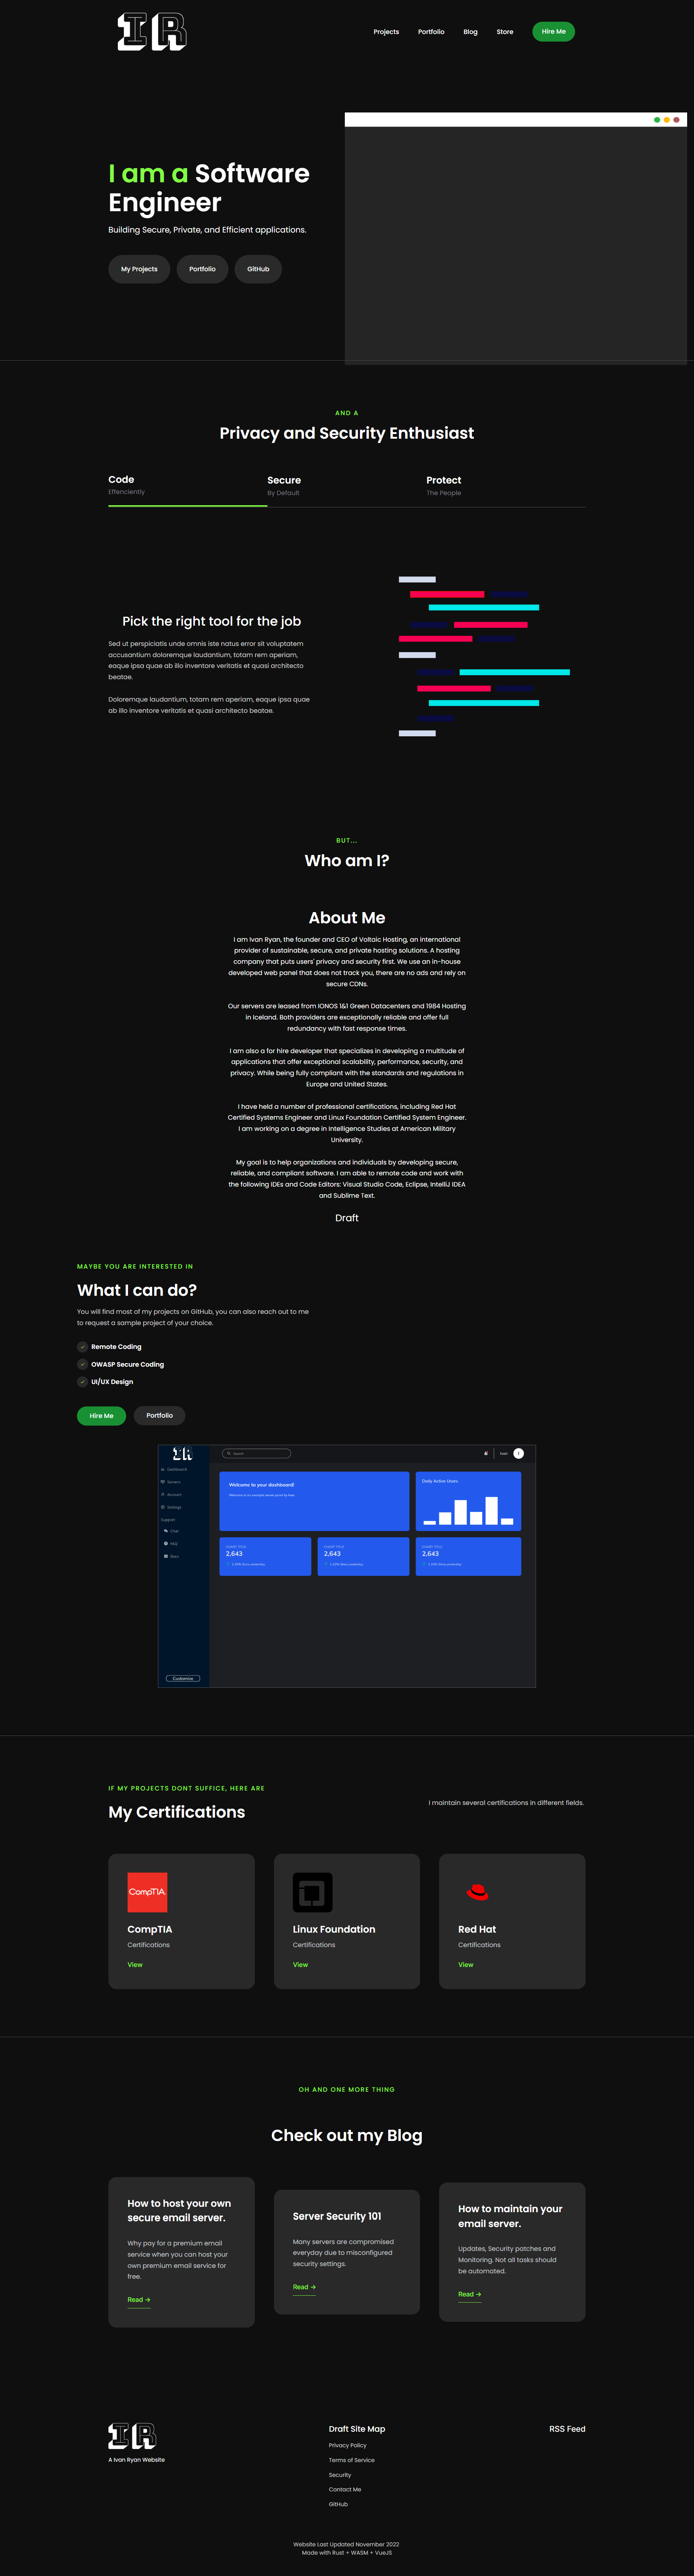 IR
Projects
Portfolio
Blog
Store
Hire Me
I am a Software
Engineer
Building Secure, Private, and Efficient applications.
My Projects
Portfolio
GitHub
AND A
Privacy and Security Enthusiast
Code
Effenciently
Secure
By Default
Protect
The People
Pick the right tool for the job
Sed ut perspiciatis unde omnis iste natus error sit voluptatem
accusantium doloremque laudantium, totam rem aperiam,
eaque ipsa quae ab illo inventore veritatis et quasi architecto
beatae.
Doloremque laudantium, totam rem aperiam, eaque ipsa quae
ab illo inventore veritatis et quasi architecto beatae.
BUT...
Who am I?
About Me
I am Ivan Ryan, the founder and CEO of Voltaic Hosting, an international
provider of sustainable, secure, and private hosting solutions. A hosting
company that puts users' privacy and security first. We use an in-house
developed web panel that does not track you, there are no ads and rely on
secure CDNs.
Our servers are leased from IONOS 1&1 Green Datacenters and 1984 Hosting
in Iceland. Both providers are exceptionally reliable and offer full
redundancy with fast response times.
I am also a for hire developer that specializes in developing a multitude of
applications that offer exceptional scalability, performance, security, and
privacy. While being fully compliant with the standards and regulations in
Europe and United States.
I have held a number of professional certifications, including Red Hat
Certified Systems Engineer and Linux Foundation Certified System Engineer.
I am working on a degree in Intelligence Studies at American Military
University.
My goal is to help organizations and individuals by developing secure,
reliable, and compliant software. I am able to remote code and work with
the following IDEs and Code Editors: Visual Studio Code, Eclipse, IntelliJ IDEA
and Sublime Text.
Draft
MAYBE YOU ARE INTERESTED IN
What I can do?
You will find most of my projects on GitHub, you can also reach out to me
to request a sample project of your choice.
Remote Coding
OWASP Secure Coding
UI/UX Design
Hire Me
Portfolio
IR
Search
Dashboard
Servers
Account
Settings
Support
Chat
FAQ
Docs
Customize
Welcome to your dashboard!
Daily Active Users
CHART TITLE
2,643
CHART TITLE
2,643
CHART TITLE
2,643
IF MY PROJECTS DONT SUFFICE, HERE ARE
My Certifications
I maintain several certifications in different fields.
CompTIA
CompTIA
Certifications
View
Linux Foundation
Certifications
View
Red Hat
Certifications
View
OH AND ONE MORE THING
Check out my Blog
How to host your own
secure email server.
Why pay for a premium email
service when you can host your
own premium email service for
free.
Read →
Server Security 101
Many servers are compromised
everyday due to misconfigured
security settings.
Read →
How to maintain your
email server.
Updates, Security patches and
Monitoring. Not all tasks should
be automated.
Read →
IR
A Ivan Ryan Website
Draft Site Map
Privacy Policy
Terms of Service
Security
Contact Me
GitHub
RSS Feed
Website Last Updated November 2022
Made with Rust + WASM + VueJS